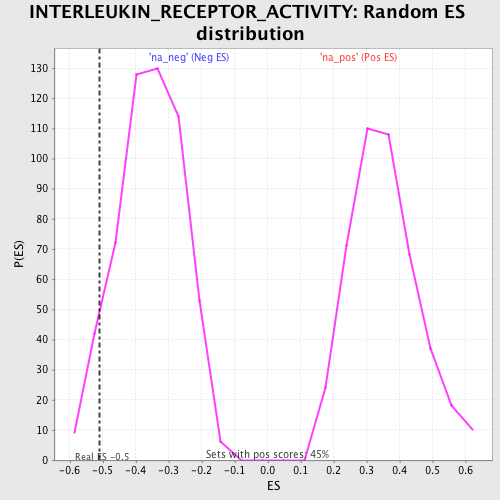 INTERLEUKIN_RECEPTOR_ACTIVITY: Random ES
distribution
'na_neg' (Neg ES)
'na_pos' (Pos ES)
130
120
110
100
90
80
70
60
50
40
30
20
10
0
P(ES)
Real ES -0.5
Sets with pos scores: 45%
-0.6 -0.5 -0.4 -0.3 -0.2 -0.1 0.0 0.1 0.2 0.3 0.4 0.5 0.6
ES